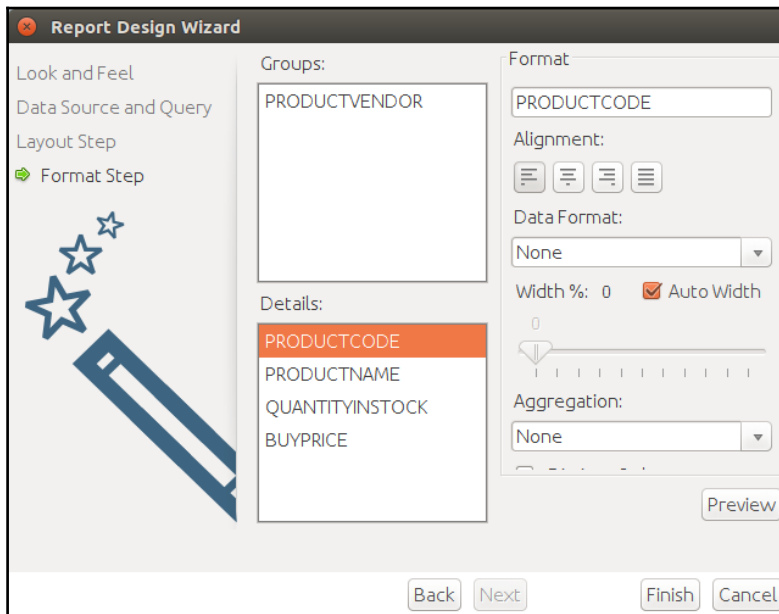 Report Design Wizard
Look and Feel
Data Source and Query
Layout Step
Format Step
Groups:
PRODUCTVENDOR
Details:
PRODUCTCODE
PRODUCTNAME
QUANTITYINSTOCK
BUYPRICE
Format
PRODUCTCODE
Alignment:
Data Format:
None
Width %: 0 Auto Width
0
Aggregation:
None
Preview
Back Next Finish Cancel